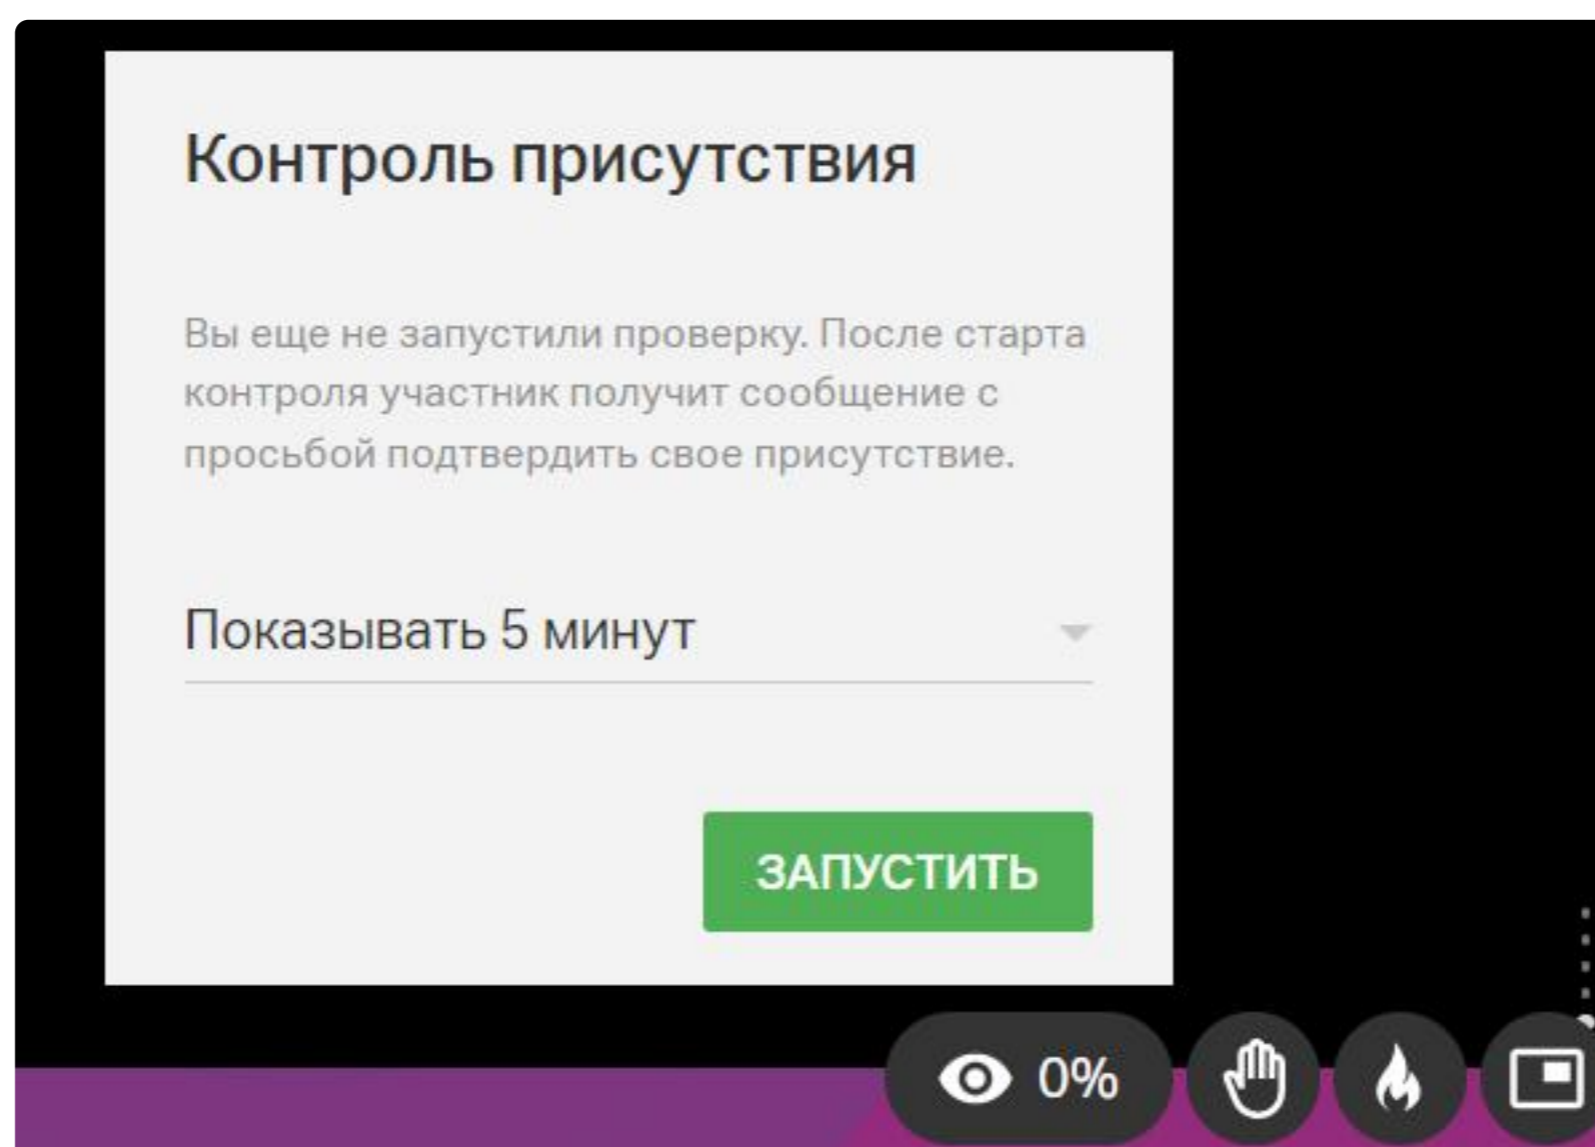 Контроль присутствия
Вы еще не запустили проверку. После старта
контроля участник получит сообщение с
просьбой подтвердить свое присутствие.
Показывать 5 минут
ЗАПУСТИТЬ
0%